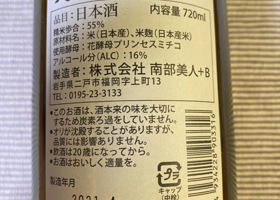 品目：日本酒
内容量 720ml
精米歩合：55%
原材料名：米（日本産）、米麹（日本産米）
使用酵母：花酵母プリンセスミチコ
アルコール分（ALC）：16%
製造者：株式会社 南部美人+B
岩手県二戸市福岡字上町13
TEL：0195-23-3133
•このお酒は、酒本来の味を大切に
するため炭素ろ過をしていません。
•オリが沈殿することがありますが、
品質には影響ありません。
•飲酒は20歳になってから。
•お酒はおいしく適量を。
製造年月
キャップ
（中栓）
4934228903316